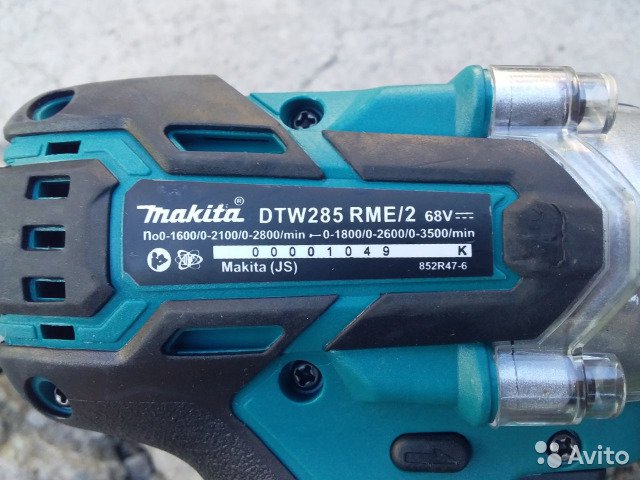 makita® DTW285 RME/2 68V⎓
no0-1600/0-2100/0-2800/min ⟝0-1800/0-2600/0-3500/min
00001049 K
Makita (JS) 852R47-6
Avito